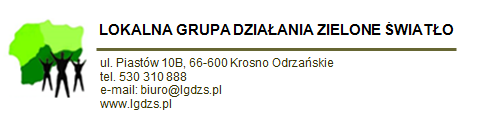 LOKALNA GRUPA DZIAŁANIA ZIELONE ŚWIATŁO
ul. Piastów 10B, 66-600 Krosno Odrzańskie
tel. 530 310 888
e-mail: biuro@lgdzs.pl
www.lgdzs.pl